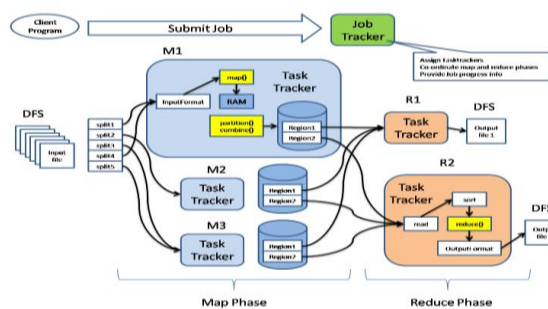 Client
Program
Submit Job
Job
Tracker
Assign tasktrackers
Co-ordinate map and reduce phases
Provide Job progress info
M1
map()
Task
Tracker
InputFormat
RAM
partition()
combine()
Region1
Region2
DFS
Input
file
split1
split2
split3
split4
split5
M2
Task
Tracker
Region1
Region2
M3
Task
Tracker
Region1
Region2
R1
Task
Tracker
DFS
Output
file 1
R2
Task
Tracker
sort
read
reduce()
OutputFormat
Map Phase
Reduce Phase